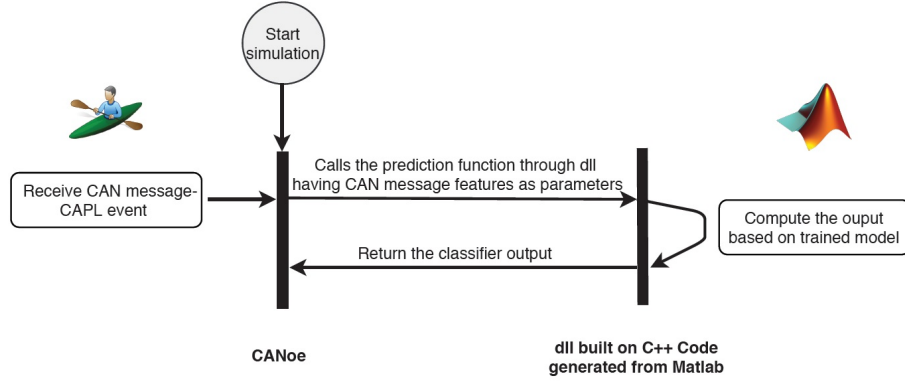 Start
simulation
Receive CAN message-
CAPL event
Calls the prediction function through dll
having CAN message features as parameters
Compute the ouput
based on trained model
Return the classifier output
CANoe
dll built on C++ Code
generated from Matlab